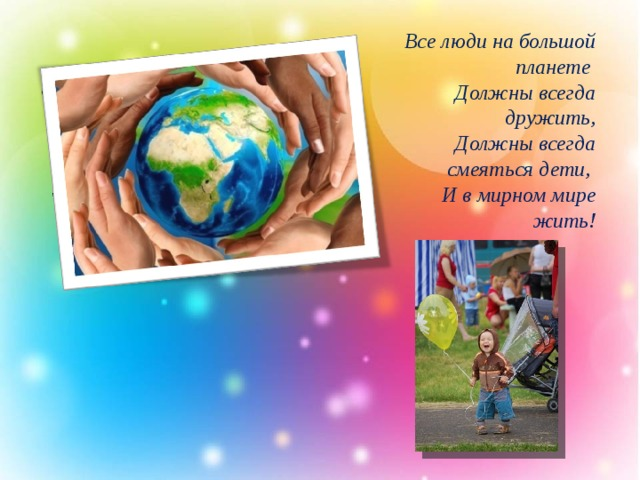 Все люди на большой
планете
Должны всегда
дружить,
Должны всегда
смеяться дети,
И в мирном мире
жить!